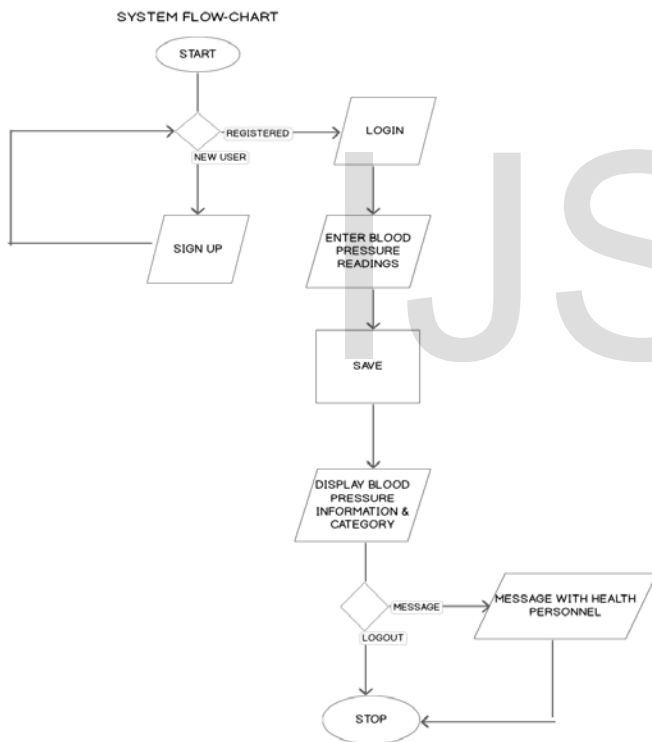 SYSTEM FLOW-CHART
START
REGISTERED
LOGIN
NEW USER
SIGN UP
ENTER BLOOD
PRESSURE
READINGS
SAVE
DISPLAY BLOOD
PRESSURE
INFORMATION &
CATEGORY
MESSAGE
MESSAGE WITH HEALTH
PERSONNEL
LOGOUT
STOP
IJS